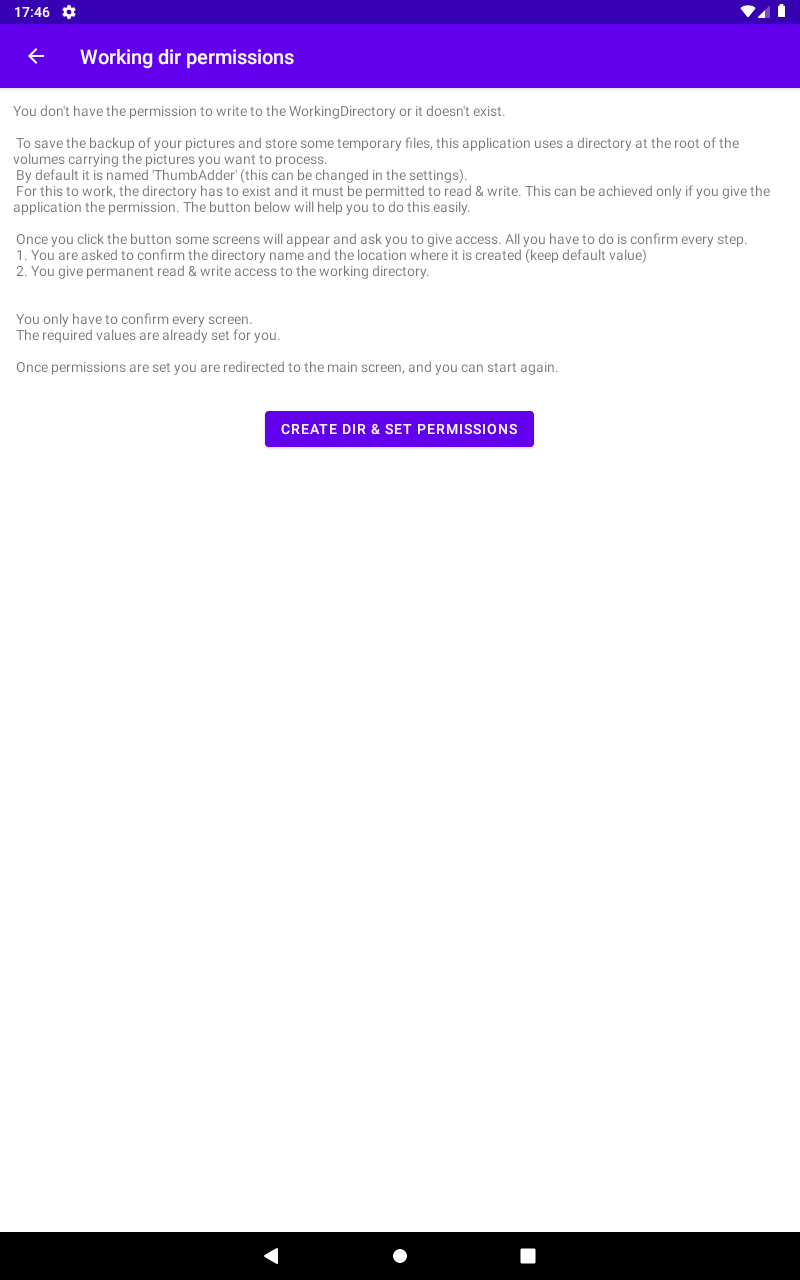 17:46
Working dir permissions
You don't have the permission to write to the WorkingDirectory or it doesn't exist.
To save the backup of your pictures and store some temporary files, this application uses a directory at the root of the
volumes carrying the pictures you want to process.
By default it is named 'ThumbAdder' (this can be changed in the settings).
For this to work, the directory has to exist and it must be permitted to read & write. This can be achieved only if you give the
application the permission. The button below will help you to do this easily.
Once you click the button some screens will appear and ask you to give access. All you have to do is confirm every step.
1. You are asked to confirm the directory name and the location where it is created (keep default value)
2. You give permanent read & write access to the working directory.
You only have to confirm every screen.
The required values are already set for you.
Once permissions are set you are redirected to the main screen, and you can start again.
CREATE DIR & SET PERMISSIONS